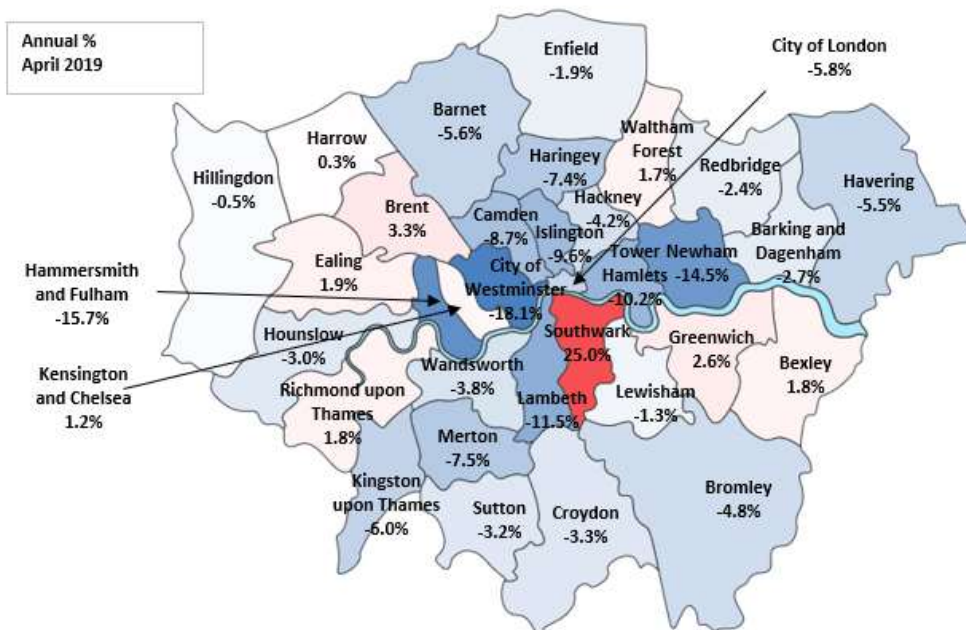 Annual %
April 2019
Enfield
-1.9%
City of London
-5.8%
Barnet
-5.6%
Harrow
0.3%
Waltham
Forest
1.7%
Haringey
-7.4%
Redbridge
-2.4%
Hillingdon
-0.5%
Havering
-5.5%
Hackney
-4.2%
Brent
3.3%
Camden
-8.7%
Islington
-9.6%
Barking and
Dagenham
-2.7%
Tower
Hamlets
-10.2%
Newham
-14.5%
Ealing
1.9%
City of
Westminster
-18.1%
Hammersmith
and Fulham
-15.7%
Hounslow
-3.0%
Southwark
25.0%
Greenwich
2.6%
Bexley
1.8%
Kensington
and Chelsea
1.2%
Wandsworth
-3.8%
Richmond upon
Thames
1.8%
Lambeth
-11.5%
Lewisham
-1.3%
Merton
-7.5%
Kingston
upon Thames
-6.0%
Sutton
-3.2%
Croydon
-3.3%
Bromley
-4.8%